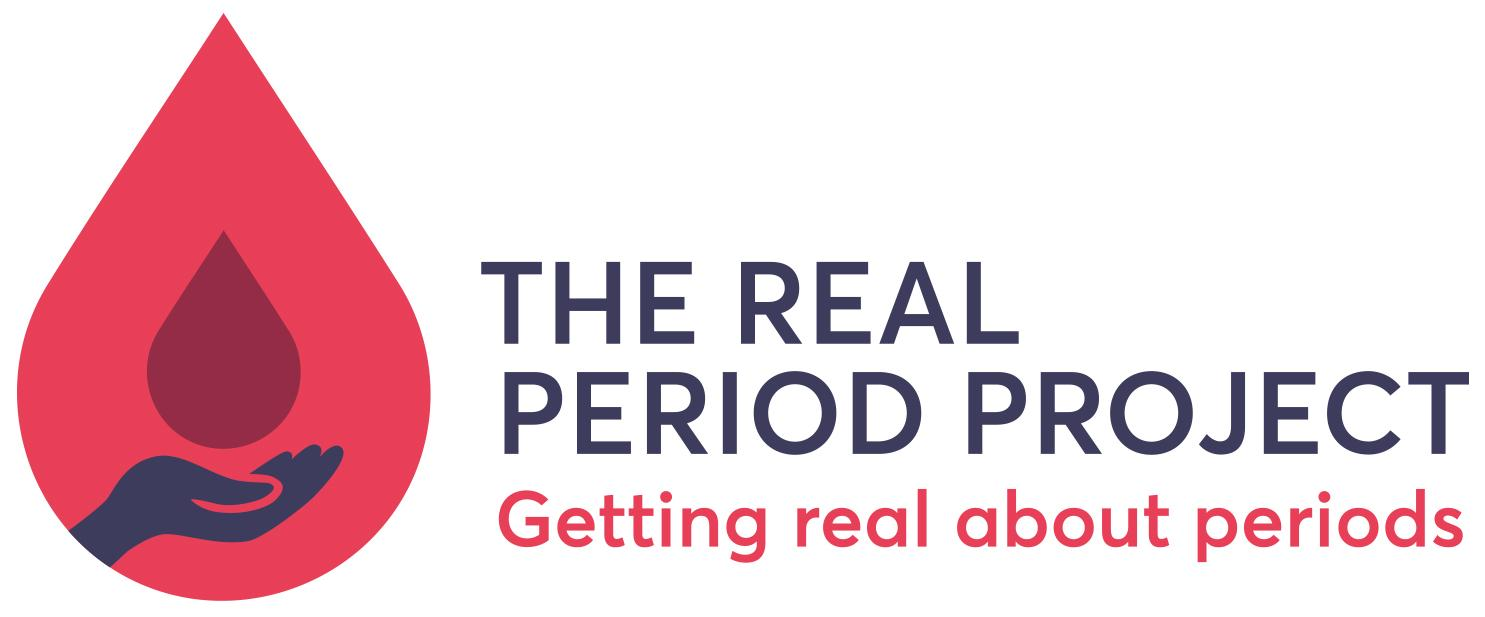 THE REAL
PERIOD PROJECT
Getting real about periods